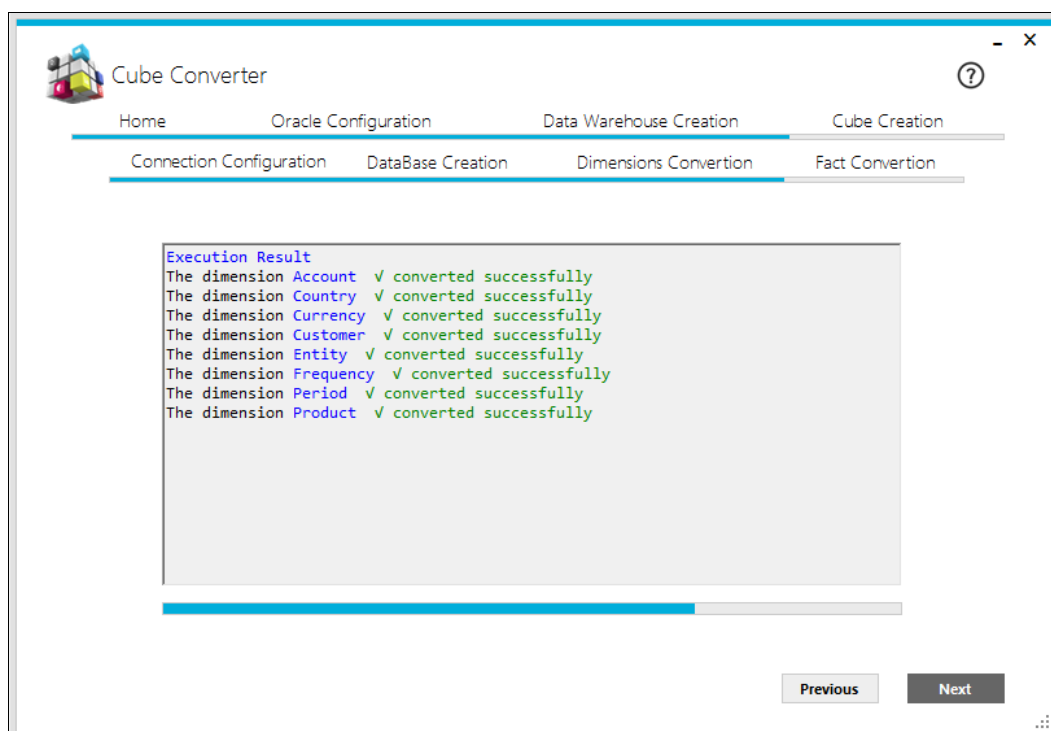 Cube Converter
Home Oracle Configuration Data Warehouse Creation Cube Creation
Connection Configuration DataBase Creation Dimensions Convertion Fact Convertion
Execution Result
The dimension Account √ converted successfully
The dimension Country √ converted successfully
The dimension Currency √ converted successfully
The dimension Customer √ converted successfully
The dimension Entity √ converted successfully
The dimension Frequency √ converted successfully
The dimension Period √ converted successfully
The dimension Product √ converted successfully
Previous Next